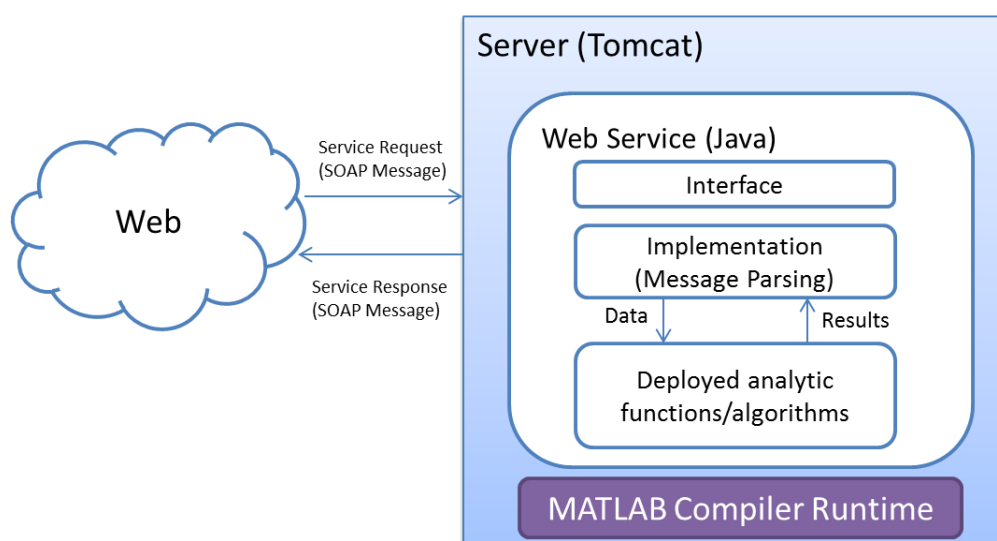 Server (Tomcat)
Web Service (Java)
Service Request
(SOAP Message)
Interface
Web
Implementation
(Message Parsing)
Service Response
(SOAP Message)
Data
Results
Deployed analytic
functions/algorithms
MATLAB Compiler Runtime